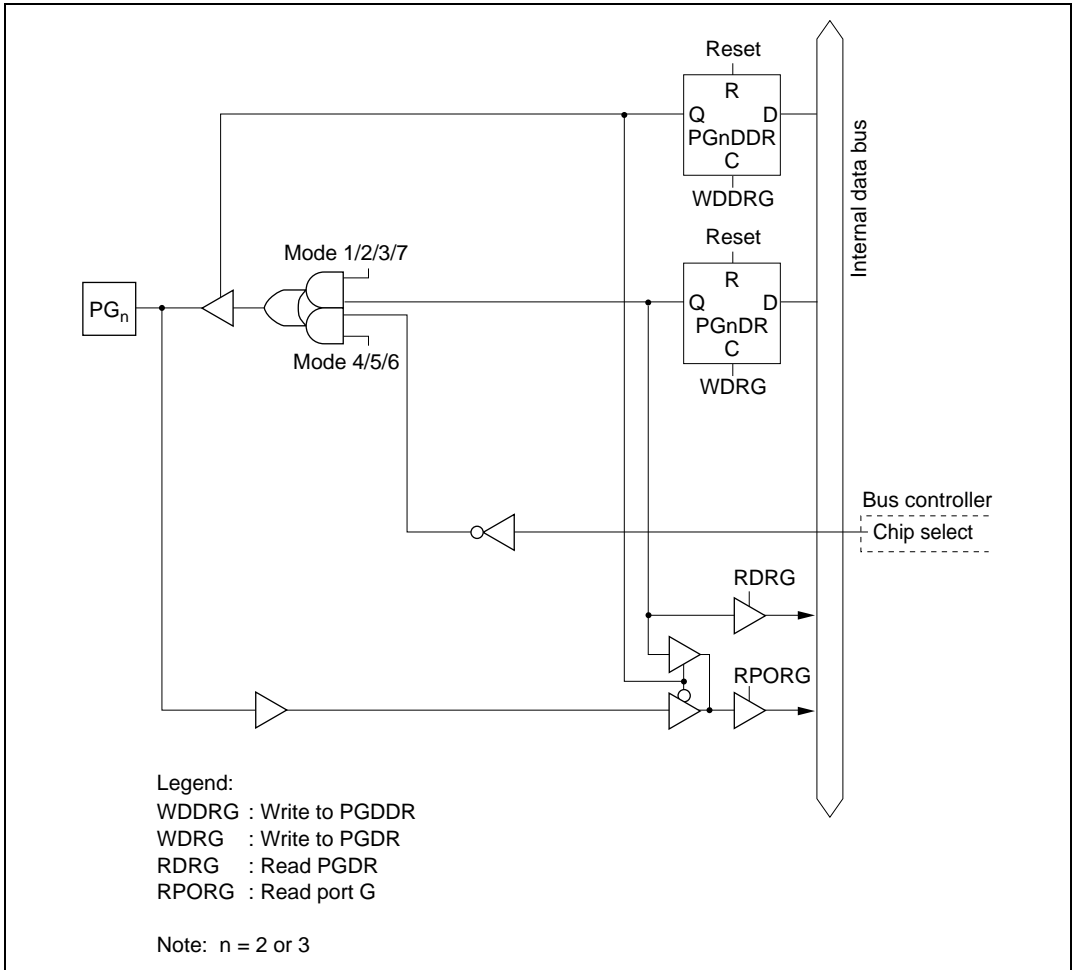 Reset
R
Q D
PGnDDR
C
WDDRG
Internal data bus
Reset
Mode 1/2/3/7
R
PGn
Q D
PGnDR
C
Mode 4/5/6
WDRG
Bus controller
Chip select
RDRG
RPORG
Legend:
WDDRG : Write to PGDDR
WDRG : Write to PGDR
RDRG : Read PGDR
RPORG : Read port G
Note: n = 2 or 3